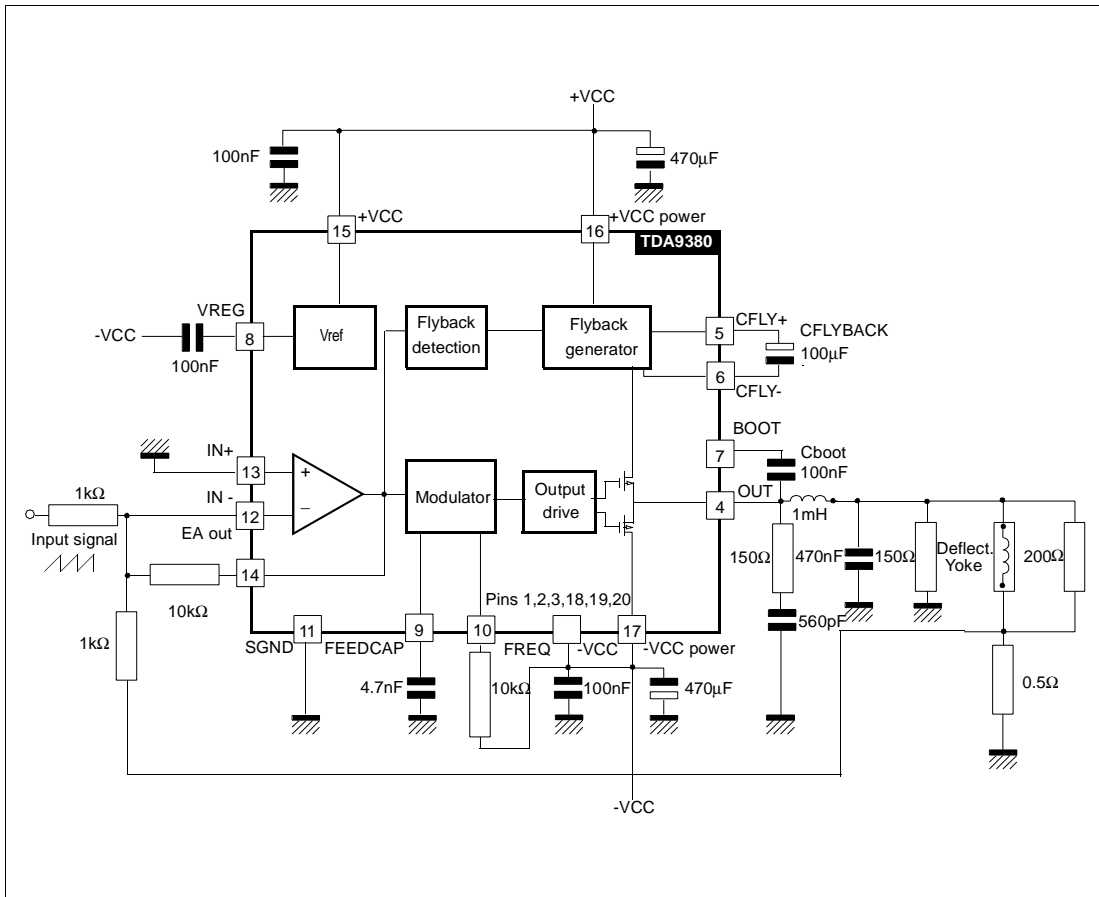 +VCC
100nF
470µF
+VCC
+VCC power
15
16
TDA9380
VREG
-VCC
8
100nF
Vref
Flyback
detection
Flyback
generator
5
CFLY+
CFLYBACK
100µF
6
CFLY-
BOOT
7
Cboot
100nF
IN+
13
+
1kΩ
IN -
12
−
Input signal
EA out
14
10kΩ
Modulator
Output
drive
OUT
4
1mH
150Ω
470nF
150Ω
Deflect.
Yoke
200Ω
560pF
1kΩ
Pins 1,2,3,18,19,20
11
9
10
17
SGND
FEEDCAP
FREQ
-VCC
-VCC power
4.7nF
10kΩ
100nF
470µF
0.5Ω
-VCC